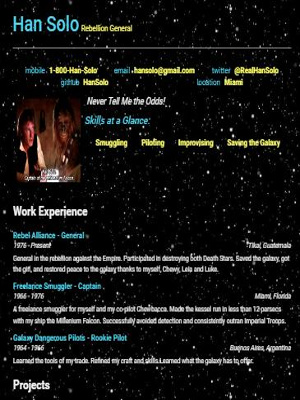 Han Solo Rebellion General
mobile 1-800-Han-Solo email hansolo@gmail.com twitter @RealHanSolo
github HanSolo location Miami
Never Tell Me the Odds!
Skills at a Glance:
Smuggling Piloting Improvising Saving the Galaxy
Work Experience
Rebel Alliance - General
1976 - Present Tikal, Guatemala
General in the rebellion against the Empire. Participated in destroying both Death Stars. Saved the galaxy, got
the girl, and restored peace to the galaxy thanks to myself, Chewy, Leia and Luke.
Freelance Smuggler - Captain
1966 - 1976 Miami, Florida
A freelance smuggler for myself and my co-pilot Chewbacca. Made the kessel run in less than 12 parsecs
with my ship the Millenium Falcon. Successfully avoided detection and consistently outran Imperial Troops.
Galaxy Dangerous Pilots - Rookie Pilot
1964 - 1966 Buenos Aires, Argentina
Learned the tools of my trade. Refined my craft and skills. Learned what the galaxy has to offer.
Projects